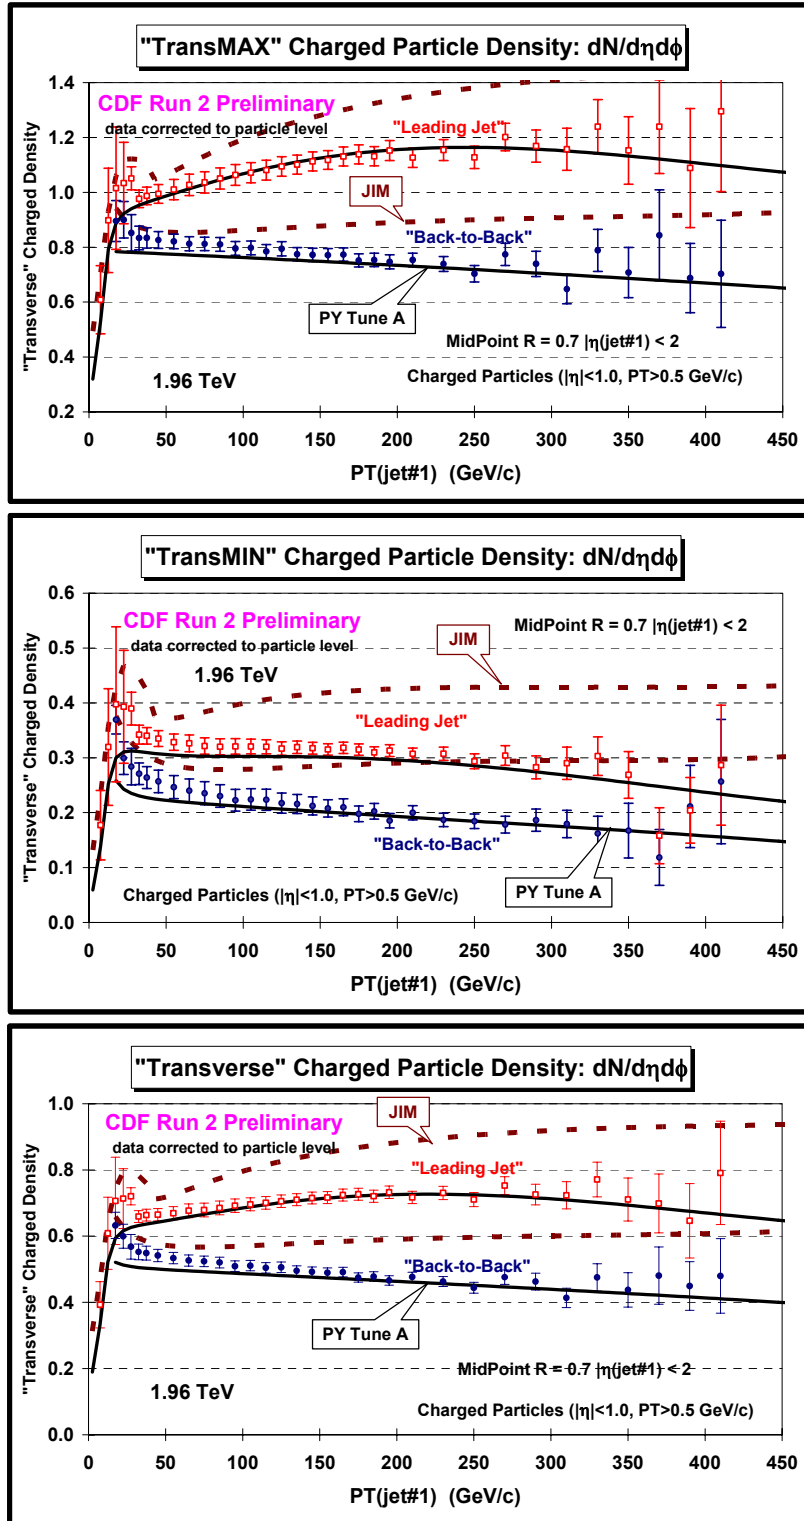 "TransMAX" Charged Particle Density: dN/dηdϕ
1.4
1.2
1.0
0.8
0.6
0.4
0.2
"Transverse" Charged Density
CDF Run 2 Preliminary
data corrected to particle level
"Leading Jet"
JIM
"Back-to-Back"
PY Tune A
MidPoint R = 0.7 |η(jet#1) < 2
1.96 TeV
Charged Particles (|η|<1.0, PT>0.5 GeV/c)
0 50 100 150 200 250 300 350 400 450
PT(jet#1) (GeV/c)
"TransMIN" Charged Particle Density: dN/dηdϕ
0.6
0.5
0.4
0.3
0.2
0.1
0.0
"Transverse" Charged Density
CDF Run 2 Preliminary
data corrected to particle level
MidPoint R = 0.7 |η(jet#1) < 2
JIM
1.96 TeV
"Leading Jet"
"Back-to-Back"
PY Tune A
Charged Particles (|η|<1.0, PT>0.5 GeV/c)
0 50 100 150 200 250 300 350 400 450
PT(jet#1) (GeV/c)
"Transverse" Charged Particle Density: dN/dηdϕ
1.0
0.8
0.6
0.4
0.2
0.0
"Transverse" Charged Density
CDF Run 2 Preliminary
data corrected to particle level
JIM
"Leading Jet"
"Back-to-Back"
PY Tune A
MidPoint R = 0.7 |η(jet#1) < 2
1.96 TeV
Charged Particles (|η|<1.0, PT>0.5 GeV/c)
0 50 100 150 200 250 300 350 400 450
PT(jet#1) (GeV/c)